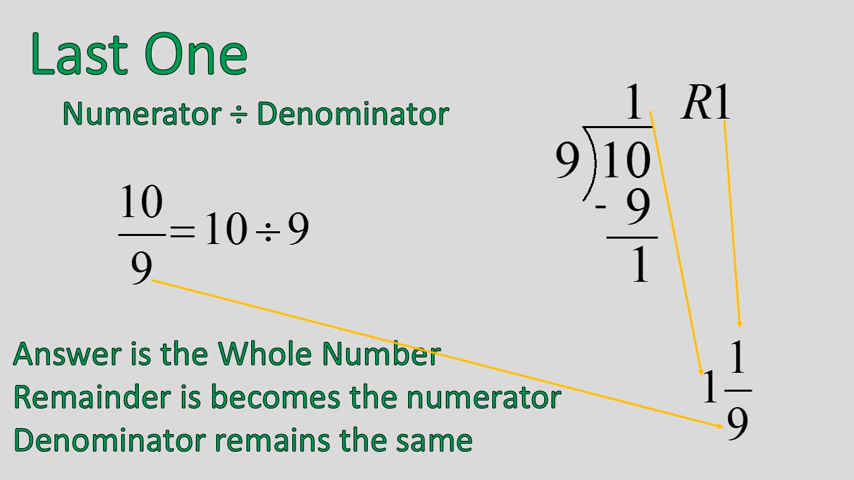 Last One
Numerator ÷ Denominator
10/9 = 10 ÷ 9
1 R1
9)10
- 9
1
Answer is the Whole Number
Remainder is becomes the numerator
Denominator remains the same
1 1/9